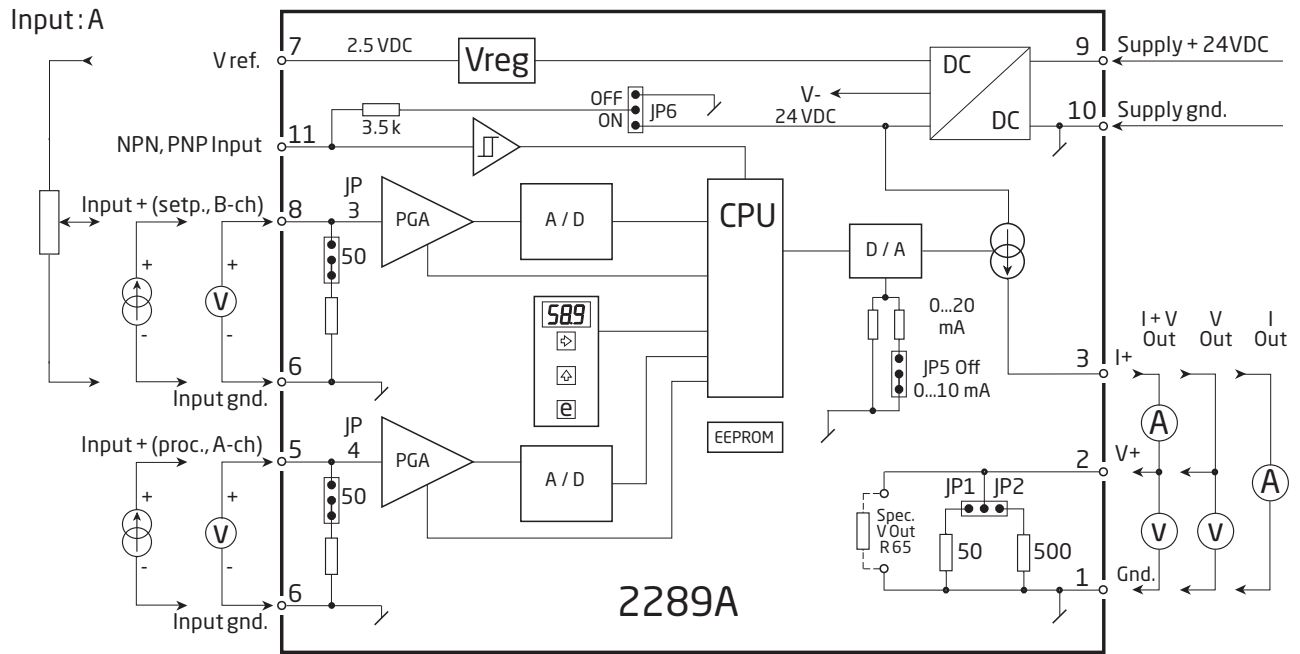 Input: A
V ref.
7
2.5 VDC
Vreg
DC
DC
9
Supply + 24VDC
V-
24 VDC
OFF
ON
JP6
10
Supply gnd.
3.5 k
11
NPN, PNP Input
Input + (setp., B-ch)
8
JP
3
PGA
A / D
CPU
50
D / A
+
V
-
+
-
58.9
e
0...20
mA
JP5 Off
0...10 mA
I + V
Out
V
Out
I
Out
3
I+
6
Input gnd.
EEPROM
A
Input + (proc., A-ch)
5
JP
4
PGA
A / D
50
2
V+
JP1
JP2
A
Spec.
V Out
R 65
50
500
+
V
-
+
-
V
V
1
Gnd.
6
Input gnd.
2289A